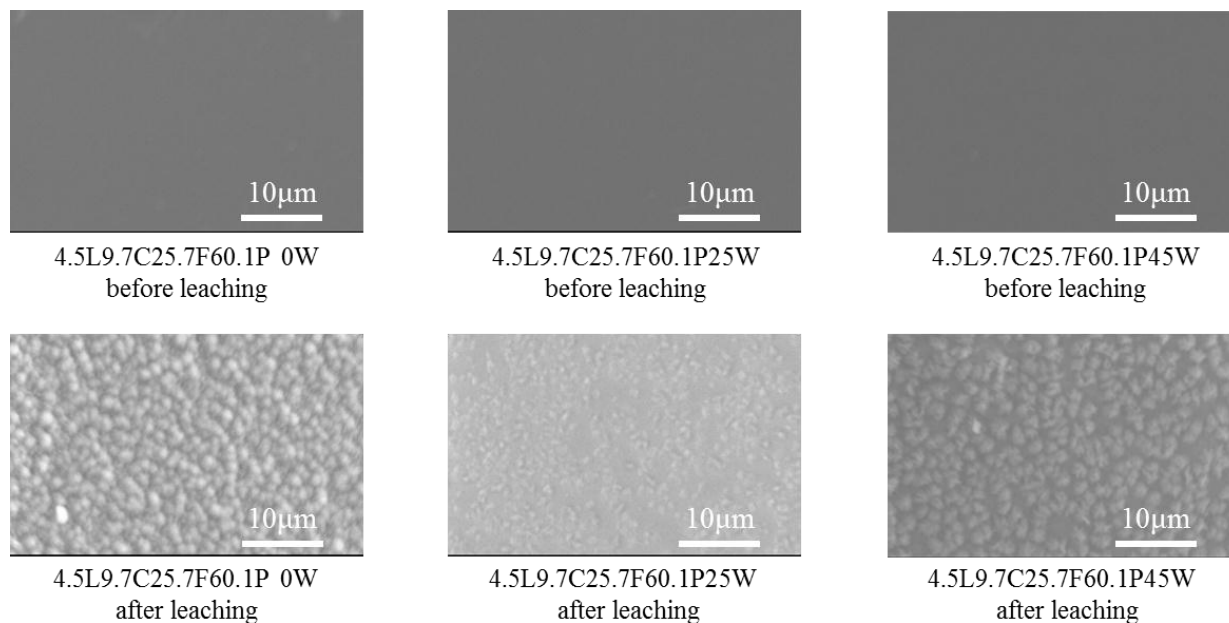 10μm
10μm
10μm
4.5L9.7C25.7F60.1P 0W
before leaching
4.5L9.7C25.7F60.1P25W
before leaching
4.5L9.7C25.7F60.1P45W
before leaching
10μm
10μm
10μm
4.5L9.7C25.7F60.1P 0W
after leaching
4.5L9.7C25.7F60.1P25W
after leaching
4.5L9.7C25.7F60.1P45W
after leaching